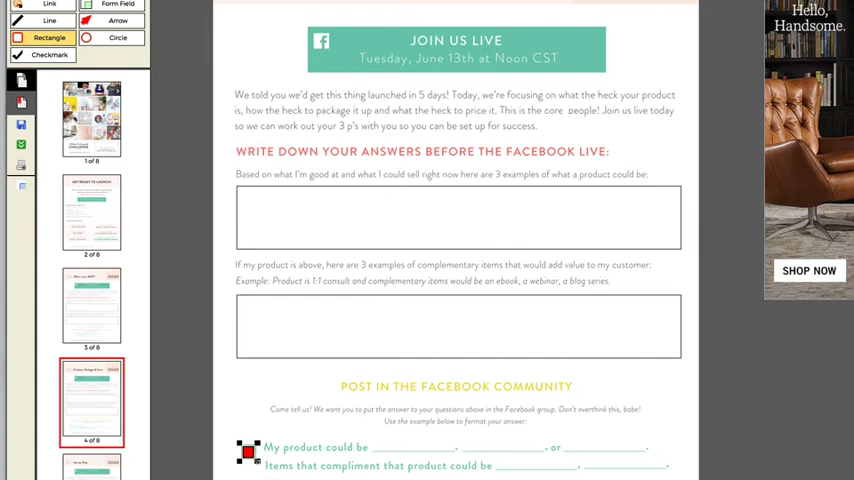 Link
Form Field
Line
Arrow
Rectangle
Circle
Checkmark
1 of 8
2 of 8
3 of 8
4 of 8
JOIN US LIVE
Tuesday, June 13th at Noon CST
We told you we'd get this thing launched in 5 days! Today, we're focusing on what the heck your product
is, how the heck to package it up and what the heck to price it. This is the core people! Join us live today
so we can work out your 3 p's with you so you can be set up for success.
WRITE DOWN YOUR ANSWERS BEFORE THE FACEBOOK LIVE:
Based on what I'm good at and what I could sell right now here are 3 examples of what a product could be:
If my product is above, here are 3 examples of complementary items that would add value to my customer:
Example: Product is 1:1 consult and complementary items would be an ebook, a webinar, a blog series.
POST IN THE FACEBOOK COMMUNITY
Come tell us! We want you to put the answer to your questions above in the Facebook group. Don't overthink this, babe!
Use the example below to format your answer:
My product could be ____________, ____________, or ____________.
Items that compliment that product could be ____________, ____________,
Hello,
Handsome.
SHOP NOW